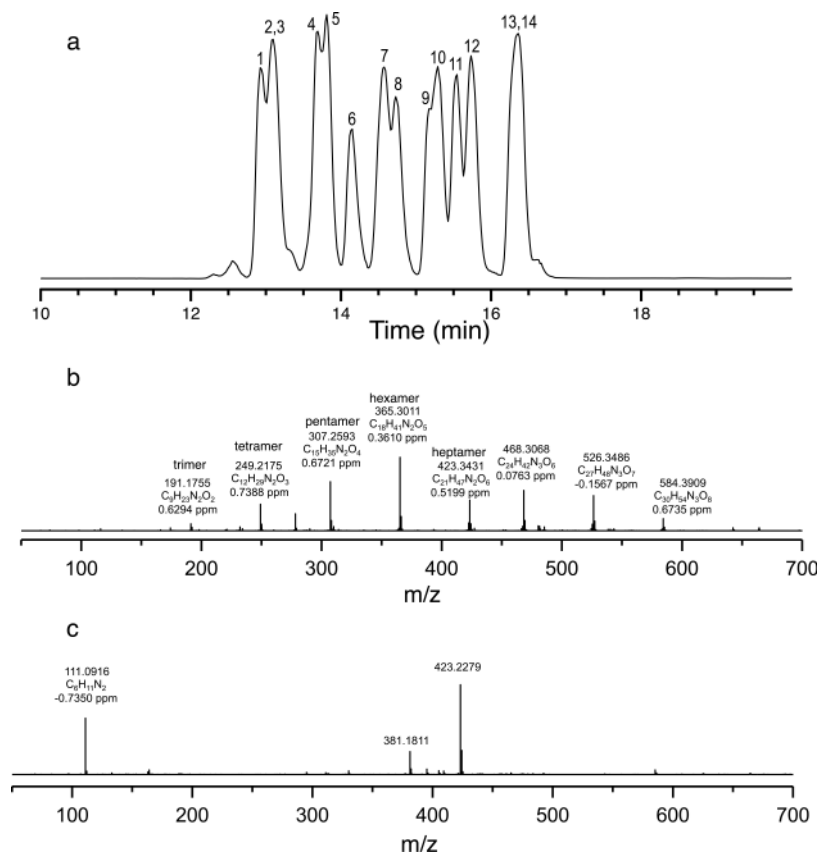 a
1
2,3
4
5
6
7
8
9
10
11
12
13,14
10
12
14
16
18
Time (min)
b
trimer
191.1755
C₉H₂₃N₂O₂
0.6294 ppm
tetramer
249.2175
C₁₂H₂₉N₂O₃
0.7388 ppm
pentamer
307.2593
C₁₅H₃₅N₂O₄
0.6721 ppm
hexamer
365.3011
C₁₈H₄₁N₂O₅
0.3610 ppm
heptamer
423.3431
C₂₁H₄₇N₂O₆
0.5199 ppm
468.3068
C₂₄H₄₂N₃O₆
0.0763 ppm
526.3486
C₂₇H₄₈N₃O₇
-0.1567 ppm
584.3909
C₃₀H₅₄N₃O₈
0.6735 ppm
100
200
300
400
500
600
700
m/z
c
111.0916
C₆H₁₁N₂
-0.7350 ppm
381.1811
423.2279
100
200
300
400
500
600
700
m/z